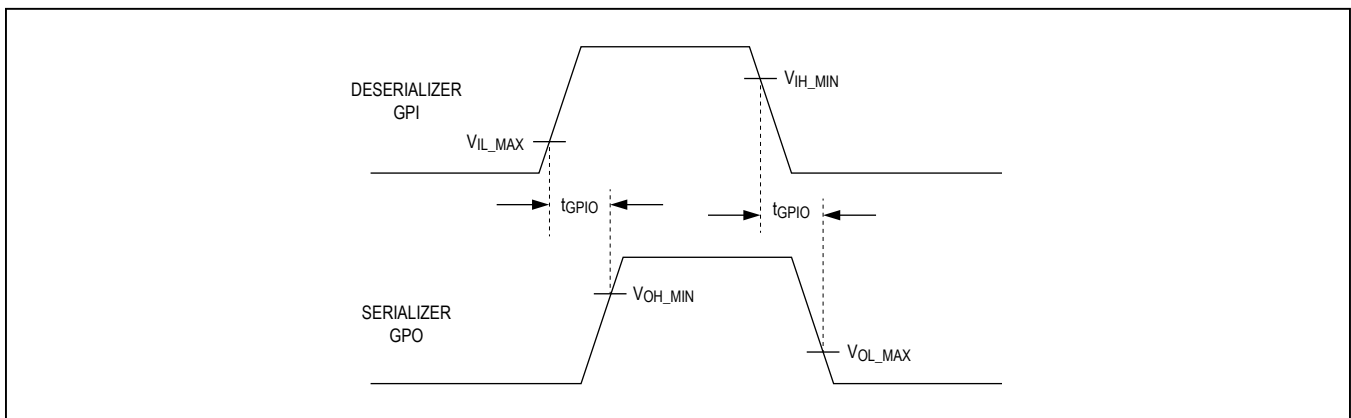 DESERIALIZER
GPI
VIH_MIN
VIL_MAX
tGPIO
tGPIO
VOH_MIN
SERIALIZER
GPO
VOL_MAX